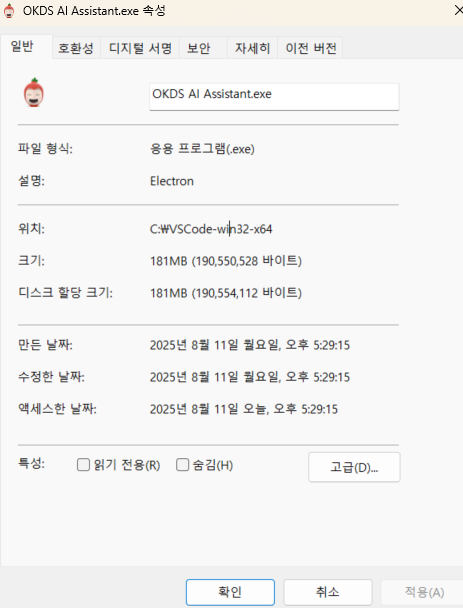 OKDS AI Assistant.exe 속성
일반 호환성 디지털 서명 보안 자세히 이전 버전
OKDS AI Assistant.exe
파일 형식: 응용 프로그램(.exe)
설명: Electron
위치: C:₩VSCode-win32-x64
크기: 181MB (190,550,528 바이트)
디스크 할당 크기: 181MB (190,554,112 바이트)
만든 날짜: 2025년 8월 11일 월요일, 오후 5:29:15
수정한 날짜: 2025년 8월 11일 월요일, 오후 5:29:15
액세스한 날짜: 2025년 8월 11일 오늘, 오후 5:29:15
특성: 읽기 전용(R) 숨김(H) 고급(D)...
확인 취소 적용(A)